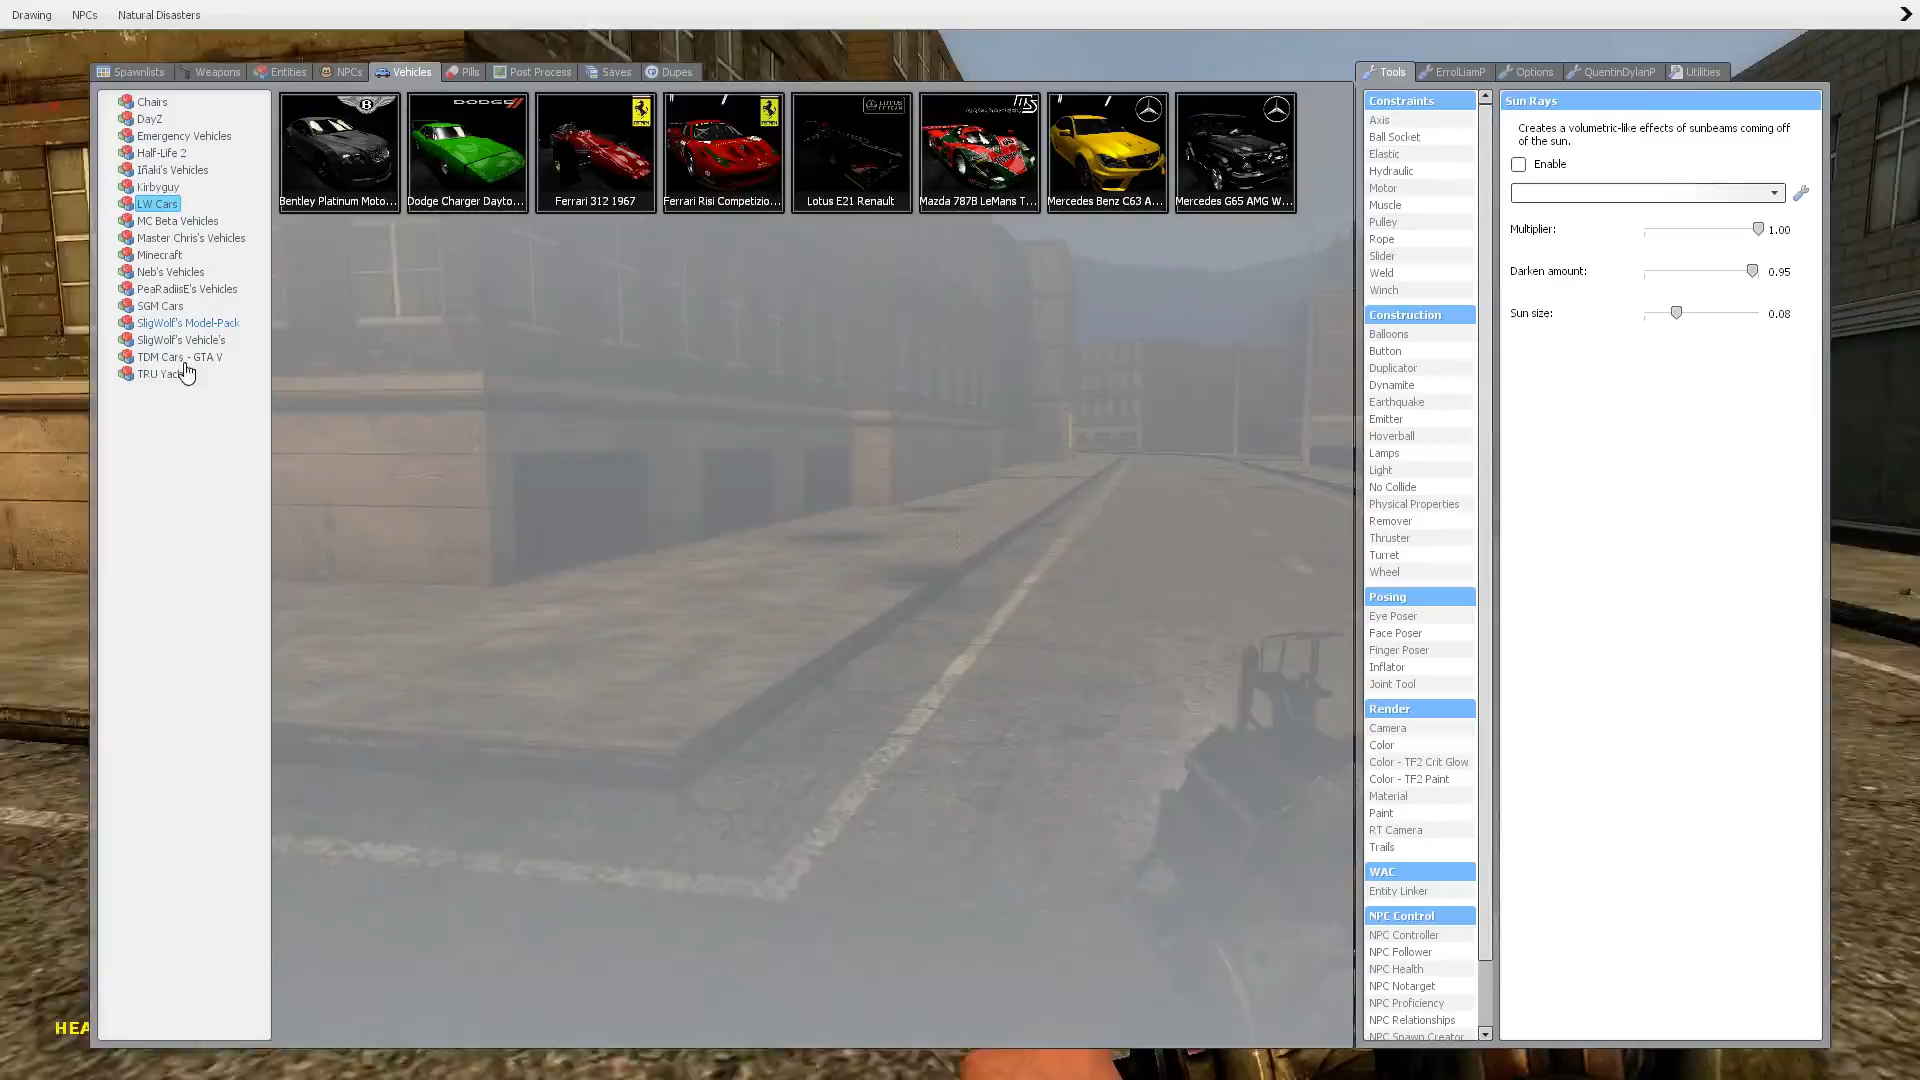 Drawing NPCs Natural Disasters
Spawnlists Weapons Entities NPCs Vehicles Pills Post Process Saves Dupes
Tools ErrolLiamP Options QuentinDylanP Utilities
Chairs
DayZ
Emergency Vehicles
Half-Life 2
Iñaki's Vehicles
Kirbyguy
LW Cars
MC Beta Vehicles
Master Chris's Vehicles
Minecraft
Neb's Vehicles
PeaRadiisE's Vehicles
SGM Cars
SligWolf's Model-Pack
SligWolf's Vehicle's
TDM Cars - GTA V
TRU
DODGE
Bentley Platinum Moto... Dodge Charger Dayto... Ferrari 312 1967 Ferrari Risi Competizio... Lotus E21 Renault Mazda 787B LeMans T... Mercedes Benz C63 A... Mercedes G65 AMG W...
Constraints
Axis
Ball Socket
Elastic
Hydraulic
Motor
Muscle
Pulley
Rope
Slider
Weld
Winch
Construction
Balloons
Button
Duplicator
Dynamite
Earthquake
Emitter
Hoverball
Lamps
Light
No Collide
Physical Properties
Remover
Thruster
Turret
Wheel
Posing
Eye Poser
Face Poser
Finger Poser
Inflator
Joint Tool
Render
Camera
Color
Color - TF2 Crit Glow
Color - TF2 Paint
Material
Paint
RT Camera
Trails
WAC
Entity Linker
NPC Control
NPC Controller
NPC Follower
NPC Health
NPC Notarget
NPC Proficiency
NPC Relationships
NPC Spawn Creator
Sun Rays
Creates a volumetric-like effects of sunbeams coming off
of the sun.
Enable
Multiplier: 1.00
Darken amount: 0.95
Sun size: 0.08
HEA